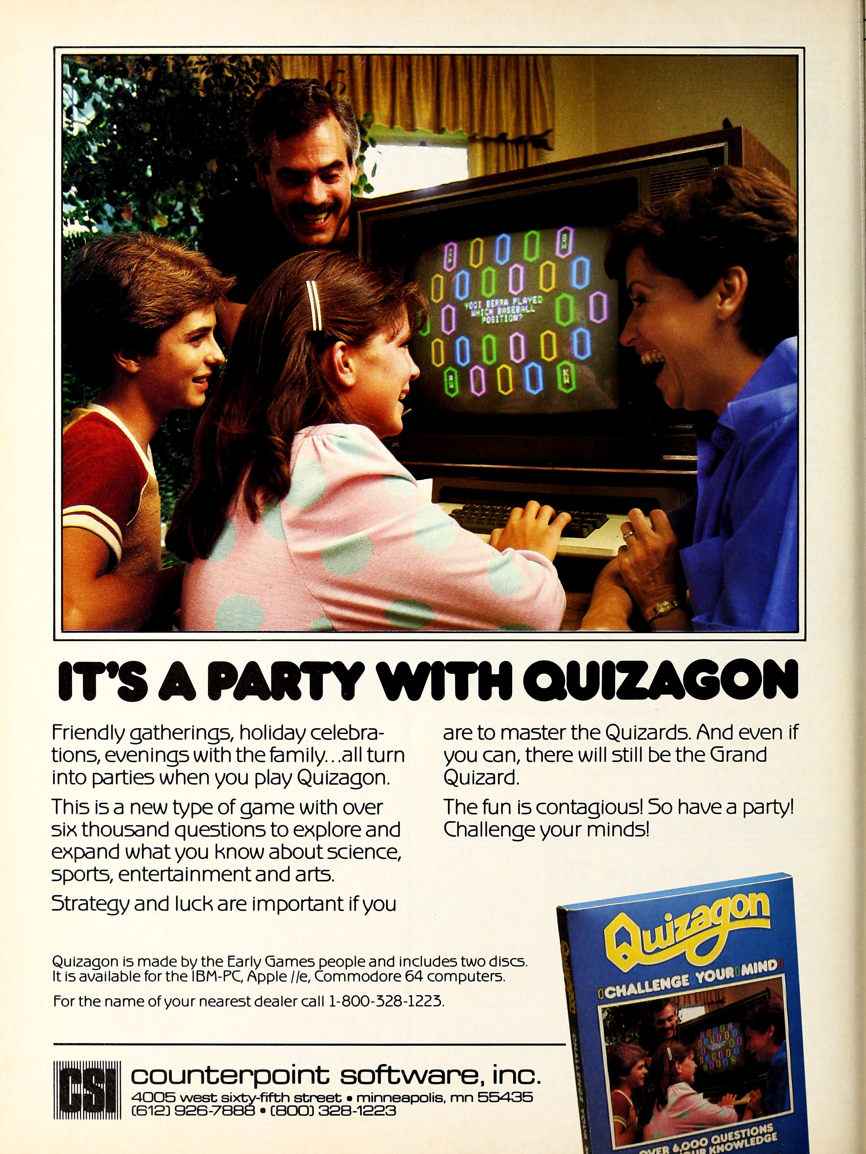 YOGI BERRA PLAYED
WHICH BASEBALL
POSITION?
IT'S A PARTY WITH QUIZAGON
Friendly gatherings, holiday celebra-
tions, evenings with the family...all turn
into parties when you play Quizagon.
This is a new type of game with over
six thousand questions to explore and
expand what you know about science,
sports, entertainment and arts.
Strategy and luck are important if you
are to master the Quizards. And even if
you can, there will still be the Grand
Quizard.
The fun is contagious! So have a party!
Challenge your minds!
Quizagon is made by the Early Games people and includes two discs.
It is available for the IBM-PC, Apple //e, Commodore 64 computers.
For the name of your nearest dealer call 1-800-328-1223.
CSI
counterpoint software, inc.
4005 west sixty-fifth street • minneapolis, mn 55435
(612) 926-7888 • (800) 328-1223
Quizagon
CHALLENGE YOUR MIND
OVER 6,000 QUESTIONS
KNOWLEDGE